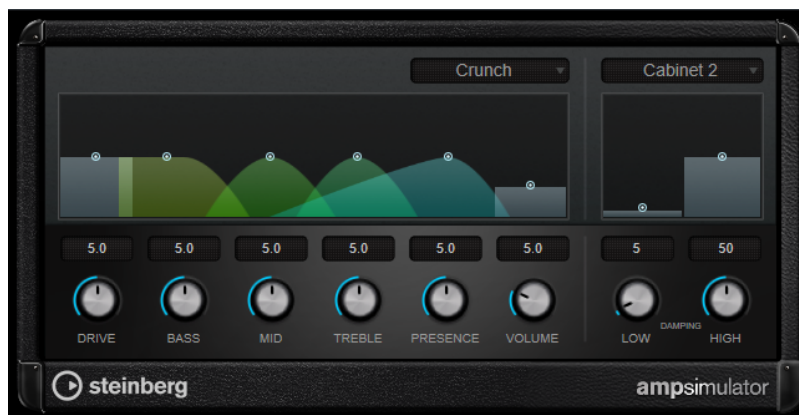 Crunch Cabinet 2
5.0 5.0 5.0 5.0 5.0 5.0 5 50
DRIVE BASS MID TREBLE PRESENCE VOLUME LOW DAMPING HIGH
steinberg ampsimulator